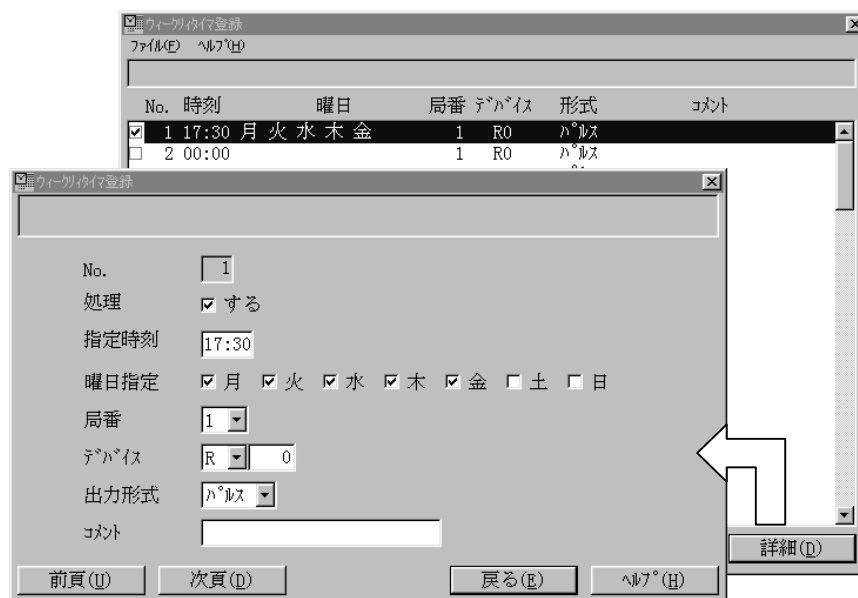 ｳｨｰｸﾘｨﾀｲﾏ登録
ﾌｧｲﾙ(F) ﾍﾙﾌﾟ(H)
No. 時刻 曜日 局番 ﾃﾞﾊﾞｲｽ 形式 ｺﾒﾝﾄ
1 17:30 月 火 水 木 金 1 R0 ﾊﾟﾙｽ
2 00:00 1 R0 ﾊﾟﾙｽ
ｳｨｰｸﾘｨﾀｲﾏ登録
No. 1
処理 する
指定時刻 17:30
曜日指定 月 火 水 木 金 土 日
局番 1
ﾃﾞﾊﾞｲｽ R 0
出力形式 ﾊﾟﾙｽ
ｺﾒﾝﾄ
詳細(D)
前頁(U) 次頁(D) 戻る(E) ﾍﾙﾌﾟ(H)